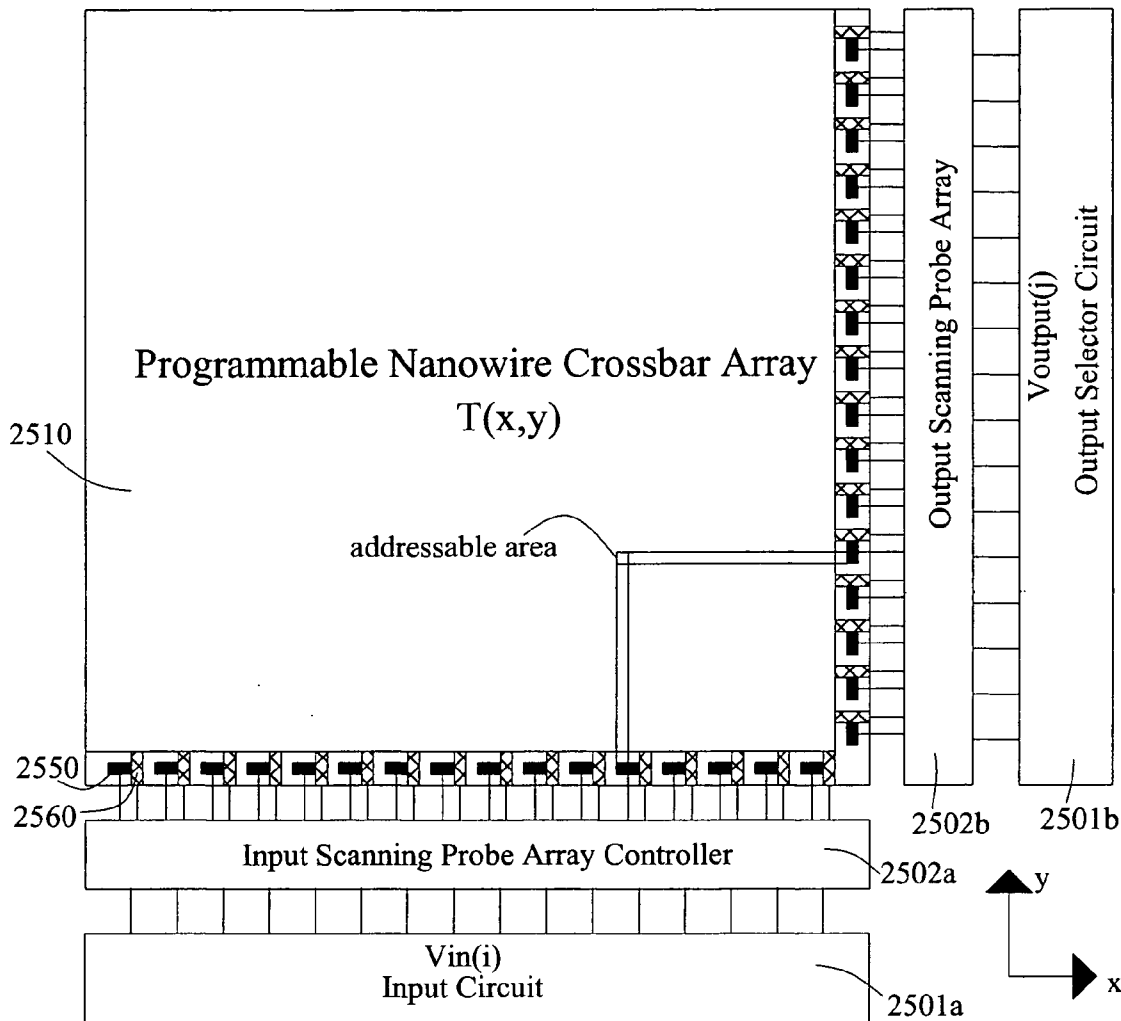 Programmable Nanowire Crossbar Array
T(x,y)
2510
addressable area
Output Scanning Probe Array
Voutput(j)
Output Selector Circuit
2550
2560
2502b
2501b
Input Scanning Probe Array Controller
2502a
y
x
Vin(i)
Input Circuit
2501a